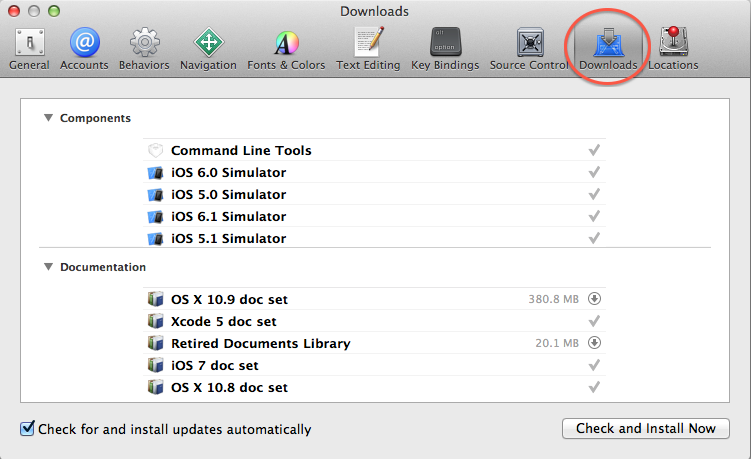 Downloads
General Accounts Behaviors Navigation Fonts & Colors Text Editing Key Bindings Source Control Downloads Locations
Components
Command Line Tools
iOS 6.0 Simulator
iOS 5.0 Simulator
iOS 6.1 Simulator
iOS 5.1 Simulator
Documentation
OS X 10.9 doc set 380.8 MB
Xcode 5 doc set
Retired Documents Library 20.1 MB
iOS 7 doc set
OS X 10.8 doc set
Check for and install updates automatically Check and Install Now